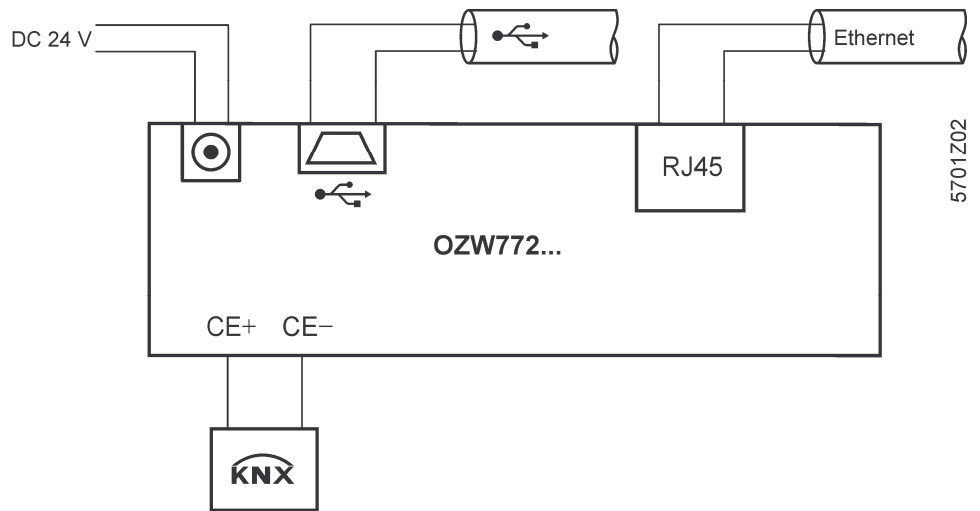 DC 24 V
Ethernet
RJ45
5701Z02
OZW772...
CE+ CE−
KNX